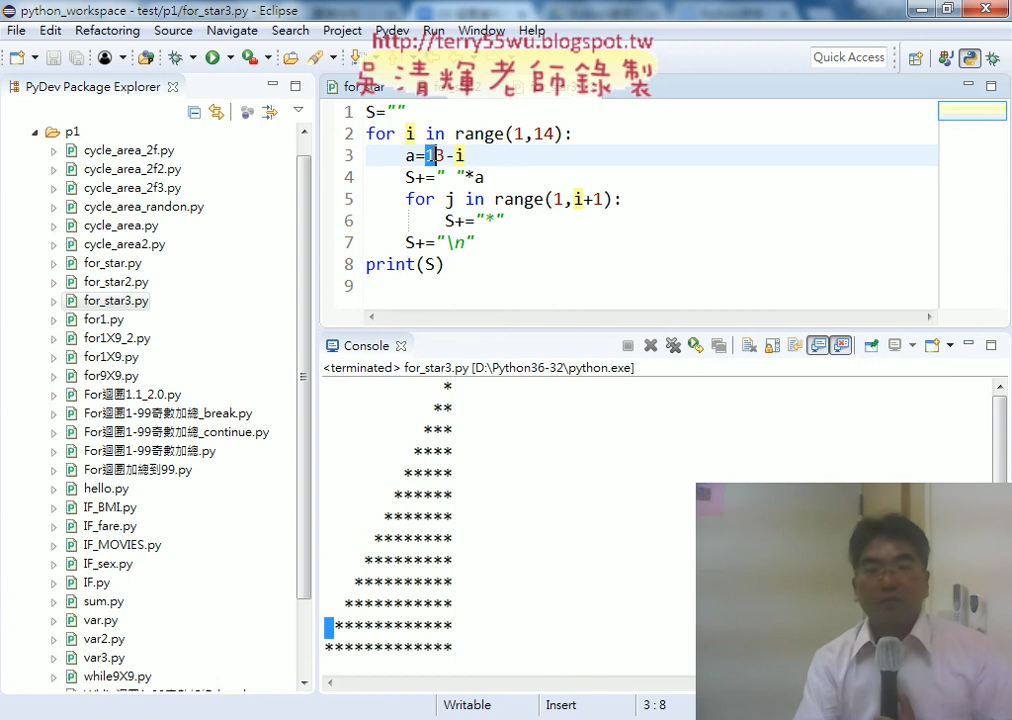 python_workspace - test/p1/for_star3.py - Eclipse
File Edit Refactoring Source Navigate Search Project Pydev Run Window Help
http://terry55wu.blogspot.tw
吳清輝老師錄製
Quick Access
PyDev Package Explorer
p1
cycle_area_2f.py
cycle_area_2f2.py
cycle_area_2f3.py
cycle_area_randon.py
cycle_area.py
cycle_area2.py
for_star.py
for_star2.py
for_star3.py
for1.py
for1X9_2.py
for1X9.py
for9X9.py
For迴圈1.1_2.0.py
For迴圈1-99奇數加總_break.py
For迴圈1-99奇數加總_continue.py
For迴圈1-99奇數加總.py
For迴圈加總到99.py
hello.py
IF_BMI.py
IF_fare.py
IF_MOVIES.py
IF_sex.py
IF.py
sum.py
var.py
var2.py
var3.py
while9X9.py
for_star
1 S=""
2 for i in range(1,14):
3 a=13-i
4 S+=" "*a
5 for j in range(1,i+1):
6 S+="*"
7 S+="\n"
8 print(S)
9
Console
<terminated> for_star3.py [D:\Python36-32\python.exe]
*
**
***
****
*****
******
*******
********
*********
**********
***********
************
*************
Writable Insert 3 : 8